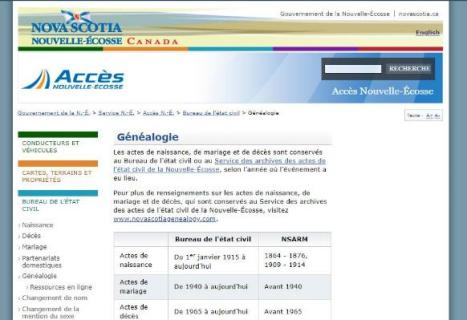 Gouvernement de la Nouvelle-Écosse | novascotia.ca
NOVA SCOTIA
NOUVELLE-ÉCOSSE CANADA
English
Accès
NOUVELLE-ÉCOSSE
RECHERCHE
Accès Nouvelle-Écosse
Gouvernement de la N.-É. > Service N.-É. > Accès N.-É. > Bureau de l'état civil > Généalogie
Texte -
CONDUCTEURS ET
VÉHICULES
CARTES, TERRAINS ET
PROPRIÉTÉS
BUREAU DE L'ÉTAT
CIVIL
› Naissance
› Décès
› Mariage
› Partenariats
domestiques
› Généalogie
› Ressources en ligne
› Changement de nom
› Changement de la
mention du sexe
Généalogie
Les actes de naissance, de mariage et de décès sont conservés
au Bureau de l'état civil ou au Service des archives des actes de
l'état civil de la Nouvelle-Écosse, selon l'année où l'événement a
eu lieu.
Pour plus de renseignements sur les actes de naissance, de
mariage et de décès, qui sont conservés au Service des archives
des actes de l'état civil de la Nouvelle-Écosse, visitez
www.novascotiagenealogy.com.
Bureau de l'état civil NSARM
Actes de naissance Du 1er janvier 1915 à aujourd'hui 1864 - 1876, 1909 - 1914
Actes de mariage De 1940 à aujourd'hui Avant 1940
Actes de décès De 1965 à aujourd'hui Avant 1965